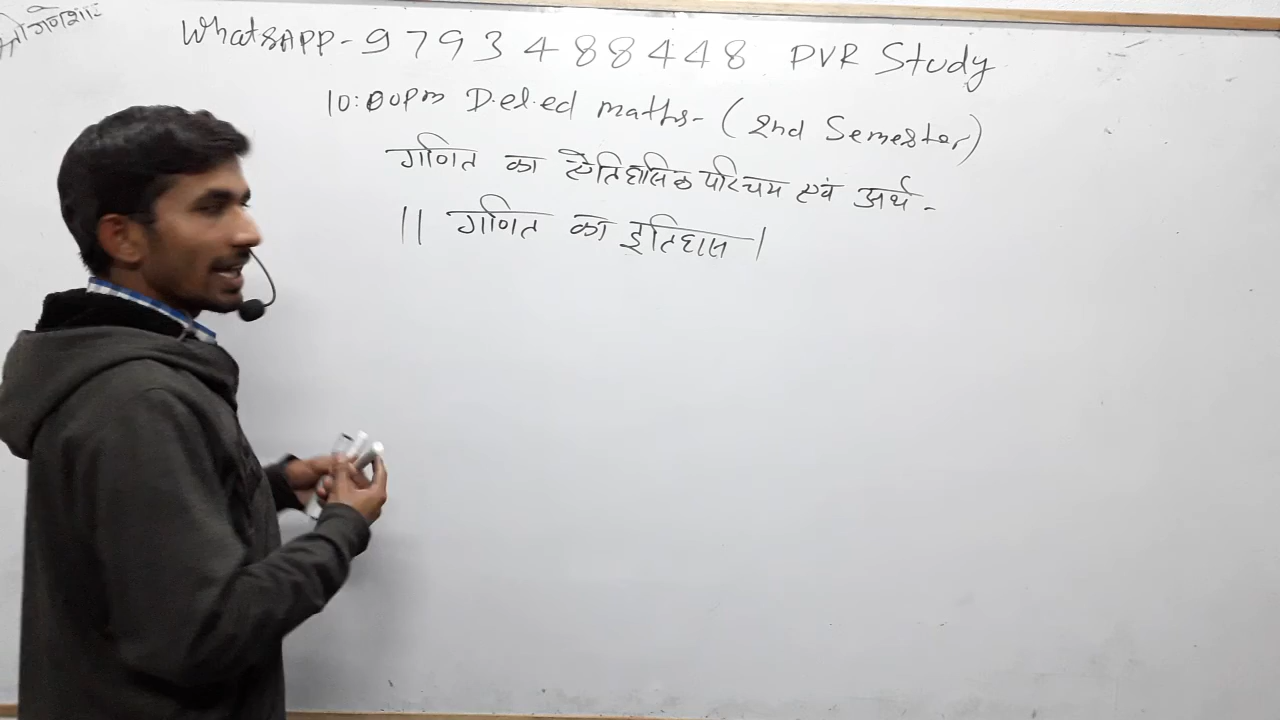 श्री गणेशाः
WhatsAPP - 9793488448 PVR Study
10:00Pm D.el.ed maths - (2nd Semester)
गणित का ऐतिहासिक परिचय एवं अर्थ -
|| गणित का इतिहास |